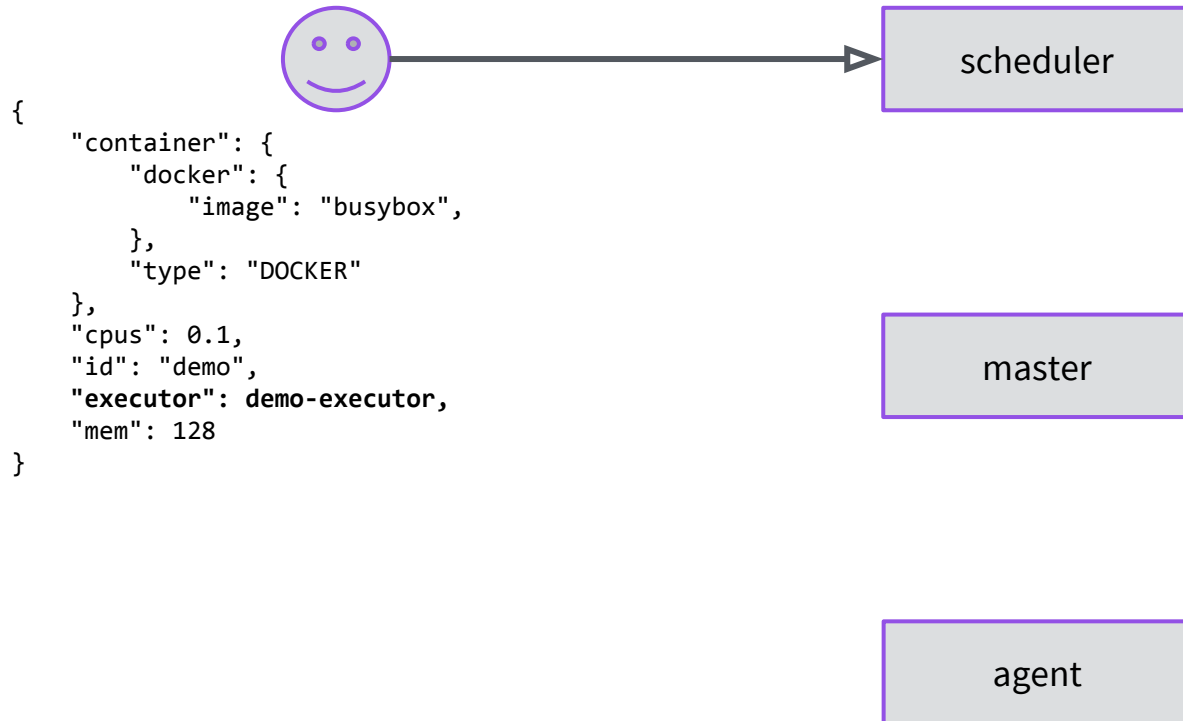 scheduler
{
    "container": {
        "docker": {
            "image": "busybox",
        },
        "type": "DOCKER"
    },
    "cpus": 0.1,
    "id": "demo",
    "executor": demo-executor,
    "mem": 128
}
master
agent